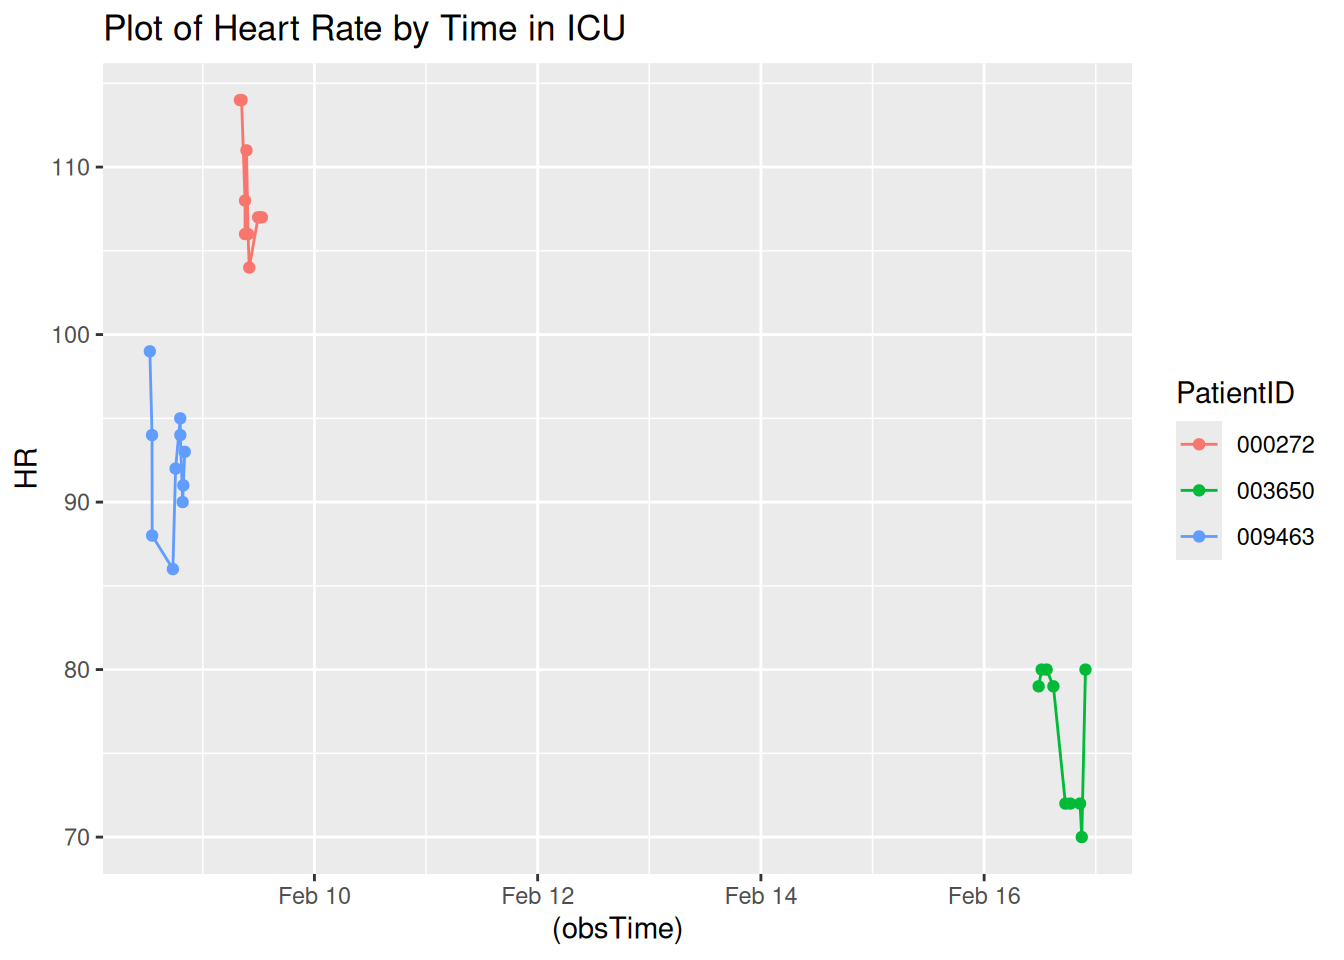 Plot of Heart Rate by Time in ICU
110
100
90
80
70
HR
Feb 10
Feb 12
Feb 14
Feb 16
(obsTime)
PatientID
000272
003650
009463